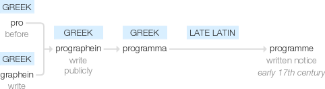 GREEK
pro
before
GREEK
graphein
write
GREEK
prographein
write
publicly
GREEK
programma
LATE LATIN
programme
written notice
early 17th century